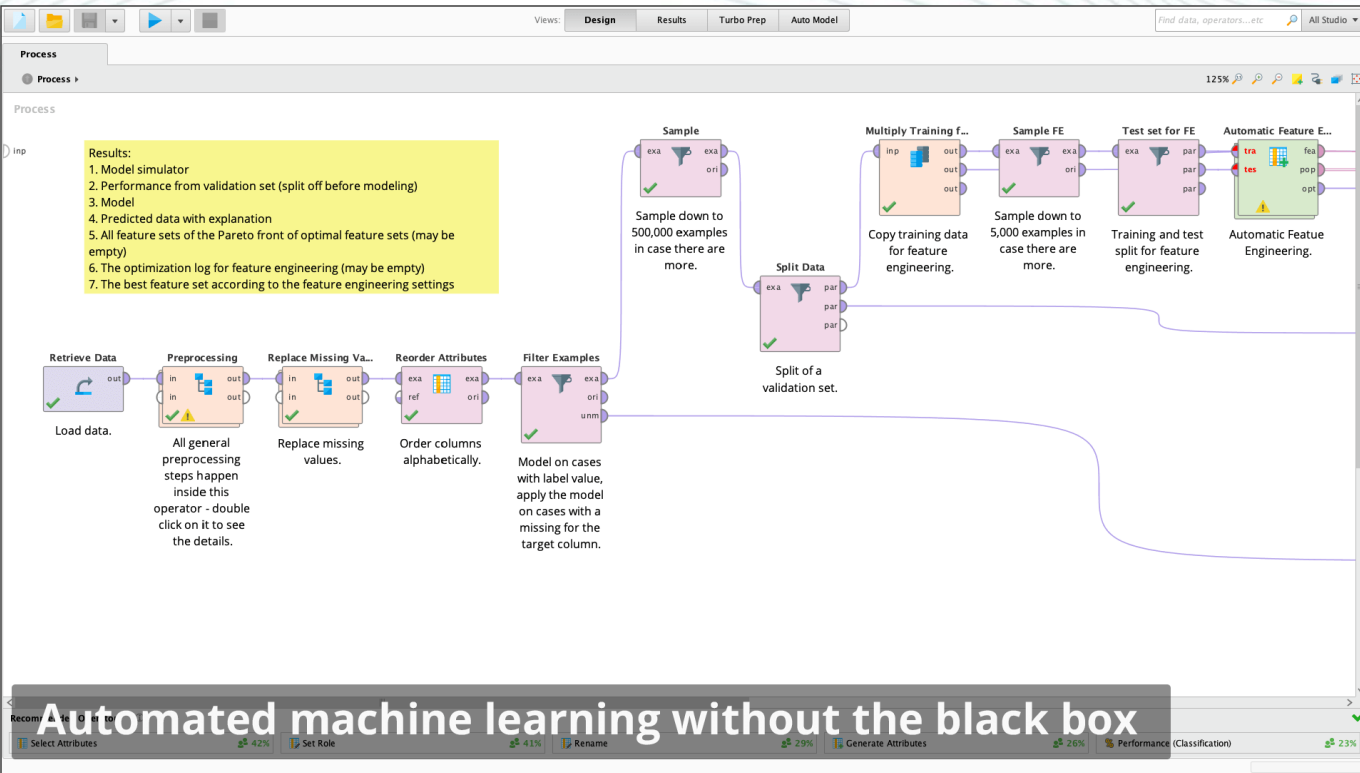 Views:
Design
Results
Turbo Prep
Auto Model
Find data, operators...etc
All Studio
Process
Process
125%
Process
inp
Results:
1. Model simulator
2. Performance from validation set (split off before modeling)
3. Model
4. Predicted data with explanation
5. All feature sets of the Pareto front of optimal feature sets (may be
empty)
6. The optimization log for feature engineering (may be empty)
7. The best feature set according to the feature engineering settings
Sample
exa exa
ori
Sample down to
500,000 examples
in case there are
more.
Multiply Training f...
inp out
out
out
Copy training data
for feature
engineering.
Sample FE
exa exa
ori
Sample down to
5,000 examples in
case there are
more.
Test set for FE
exa par
par
par
Training and test
split for feature
engineering.
Automatic Feature E...
tra fea
tes pop
opt
Automatic Featue
Engineering.
Split Data
exa par
par
par
Split of a
validation set.
Retrieve Data
out
Load data.
Preprocessing
in out
in out
All general
preprocessing
steps happen
inside this
operator - double
click on it to see
the details.
Replace Missing Va...
in out
in out
Replace missing
values.
Reorder Attributes
exa exa
ref ori
Order columns
alphabetically.
Filter Examples
exa exa
ori
unm
Model on cases
with label value,
apply the model
on cases with a
missing for the
target column.
Automated machine learning without the black box
Select Attributes 42%
Set Role 41%
Rename 29%
Generate Attributes 26%
Performance (Classification) 23%